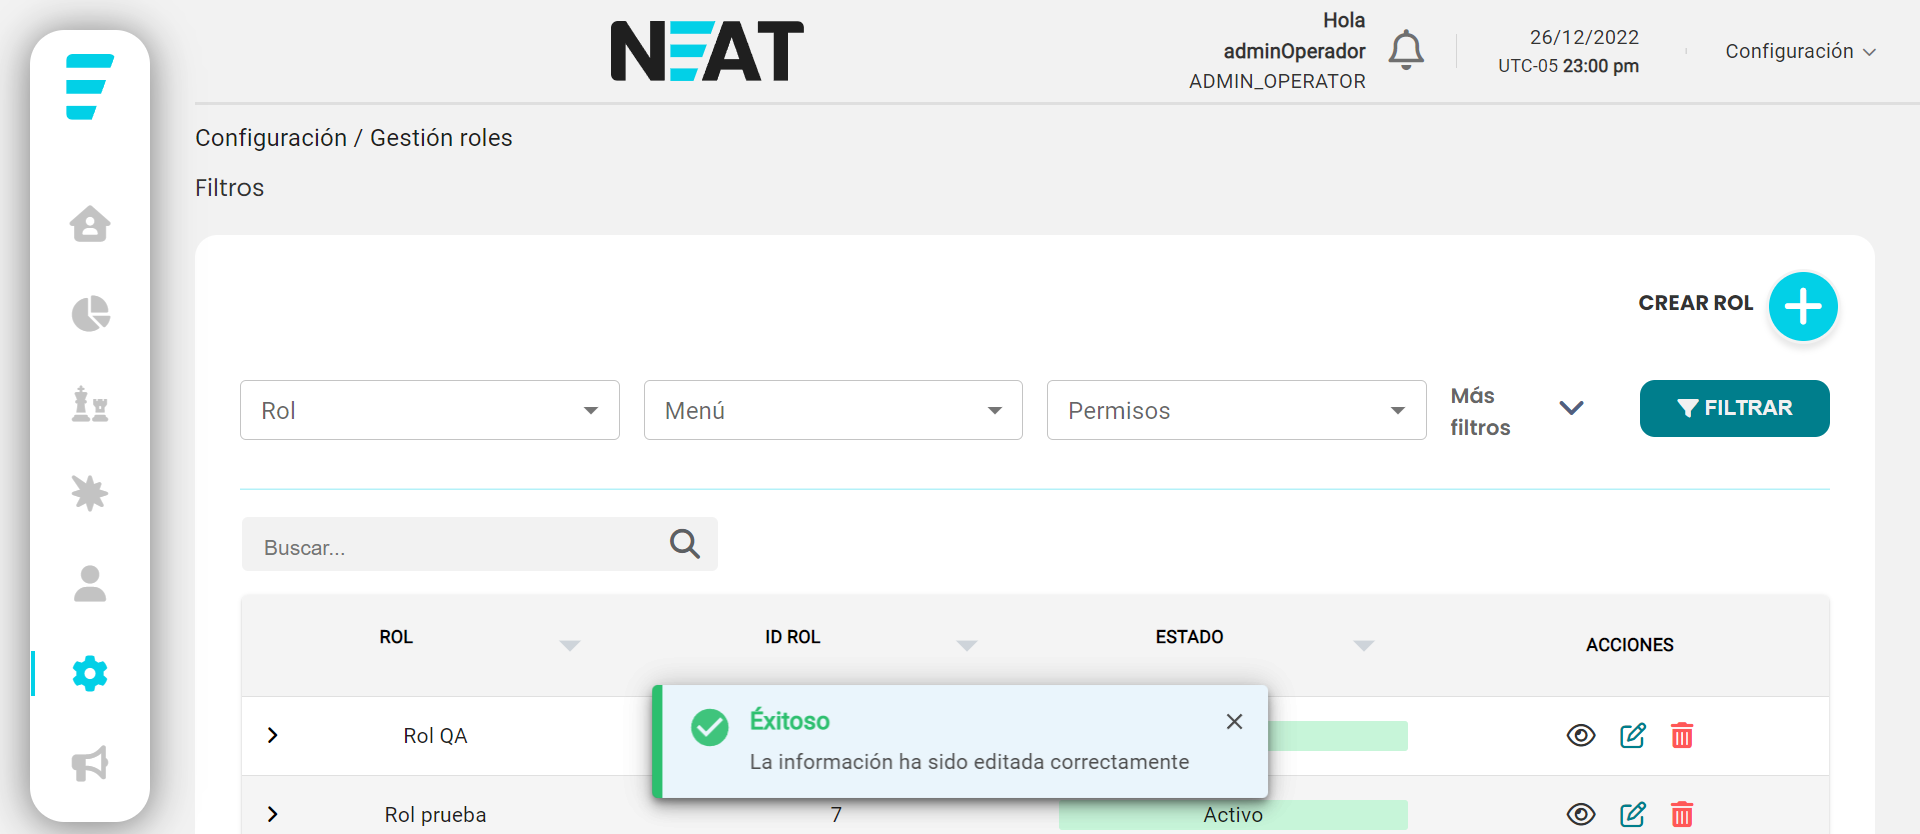 NEAT
Hola
adminOperador
ADMIN_OPERATOR
26/12/2022
UTC-05 23:00 pm
Configuración
Configuración / Gestión roles
Filtros
CREAR ROL
Rol
Menú
Permisos
Más
filtros
FILTRAR
Buscar...
ROL
ID ROL
ESTADO
ACCIONES
Rol QA
Éxitoso
La información ha sido editada correctamente
Rol prueba
7
Activo